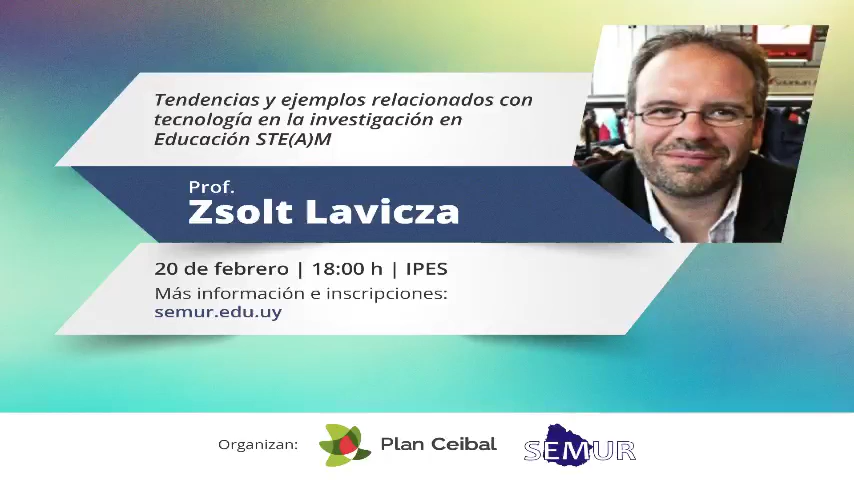 Tendencias y ejemplos relacionados con
tecnología en la investigación en
Educación STE(A)M
Prof.
Zsolt Lavicza
20 de febrero | 18:00 h | IPES
Más información e inscripciones:
semur.edu.uy
Organizan:
Plan Ceibal
SEMUR